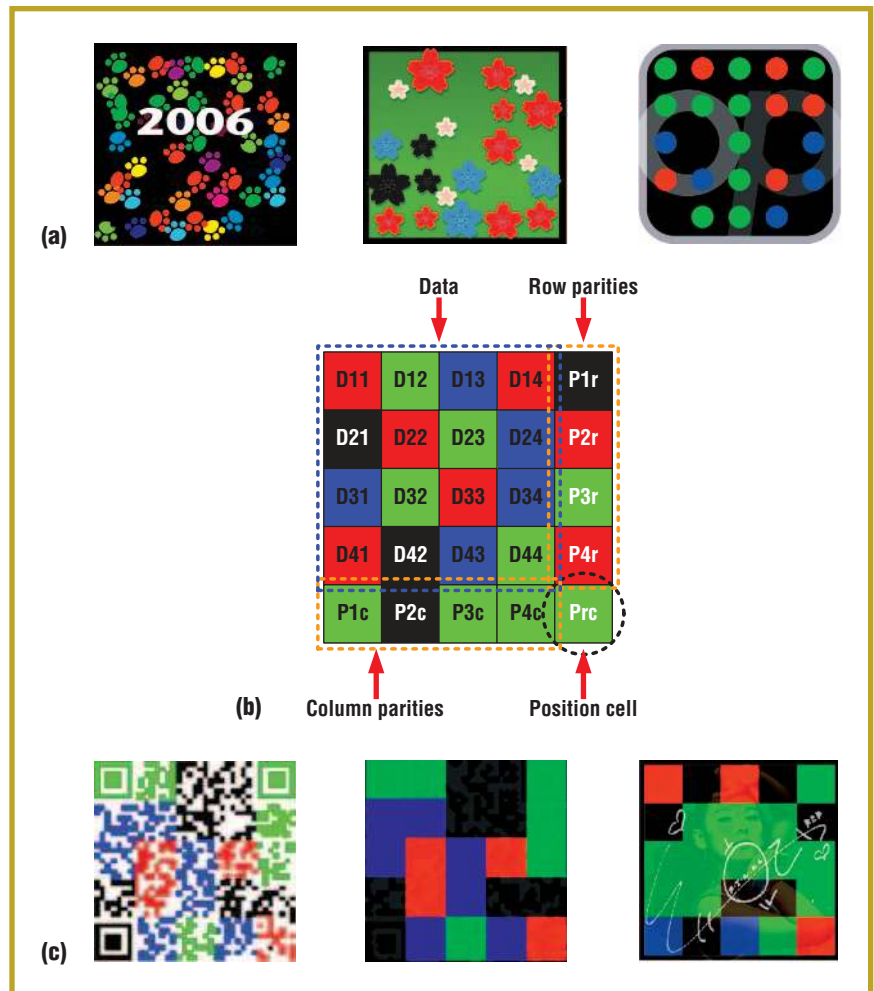 2006
(a)
Data Row parities
D11 D12 D13 D14 P1r
D21 D22 D23 D24 P2r
D31 D32 D33 D34 P3r
D41 D42 D43 D44 P4r
P1c P2c P3c P4c Prc
(b) Column parities Position cell
(c)